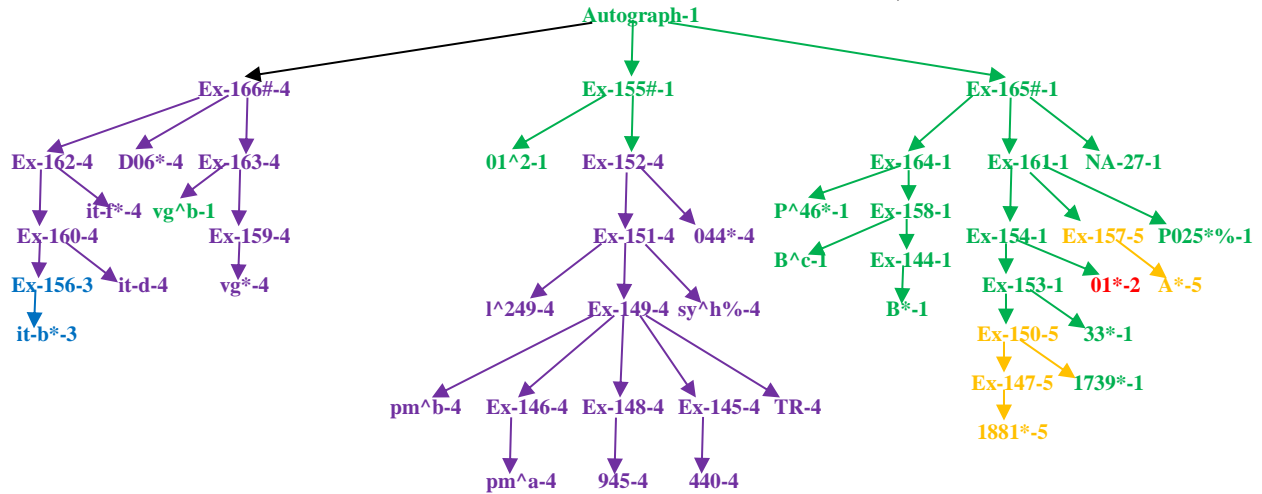 Autograph-1
Ex-166#-4 Ex-155#-1 Ex-165#-1
Ex-162-4 D06*-4 Ex-163-4 01^2-1 Ex-152-4 Ex-164-1 Ex-161-1 NA-27-1
it-f*-4 vg^b-1 P^46*-1 Ex-158-1
Ex-160-4 Ex-159-4 Ex-151-4 044*-4 Ex-154-1 Ex-157-5 P025*%-1
B^c-1 Ex-144-1
Ex-156-3 it-d-4 vg*-4 Ex-153-1 01*-2 A*-5
l^249-4 Ex-149-4 sy^h%-4 B*-1
it-b*-3 Ex-150-5 33*-1
Ex-147-5 1739*-1
pm^b-4 Ex-146-4 Ex-148-4 Ex-145-4 TR-4
1881*-5
pm^a-4 945-4 440-4